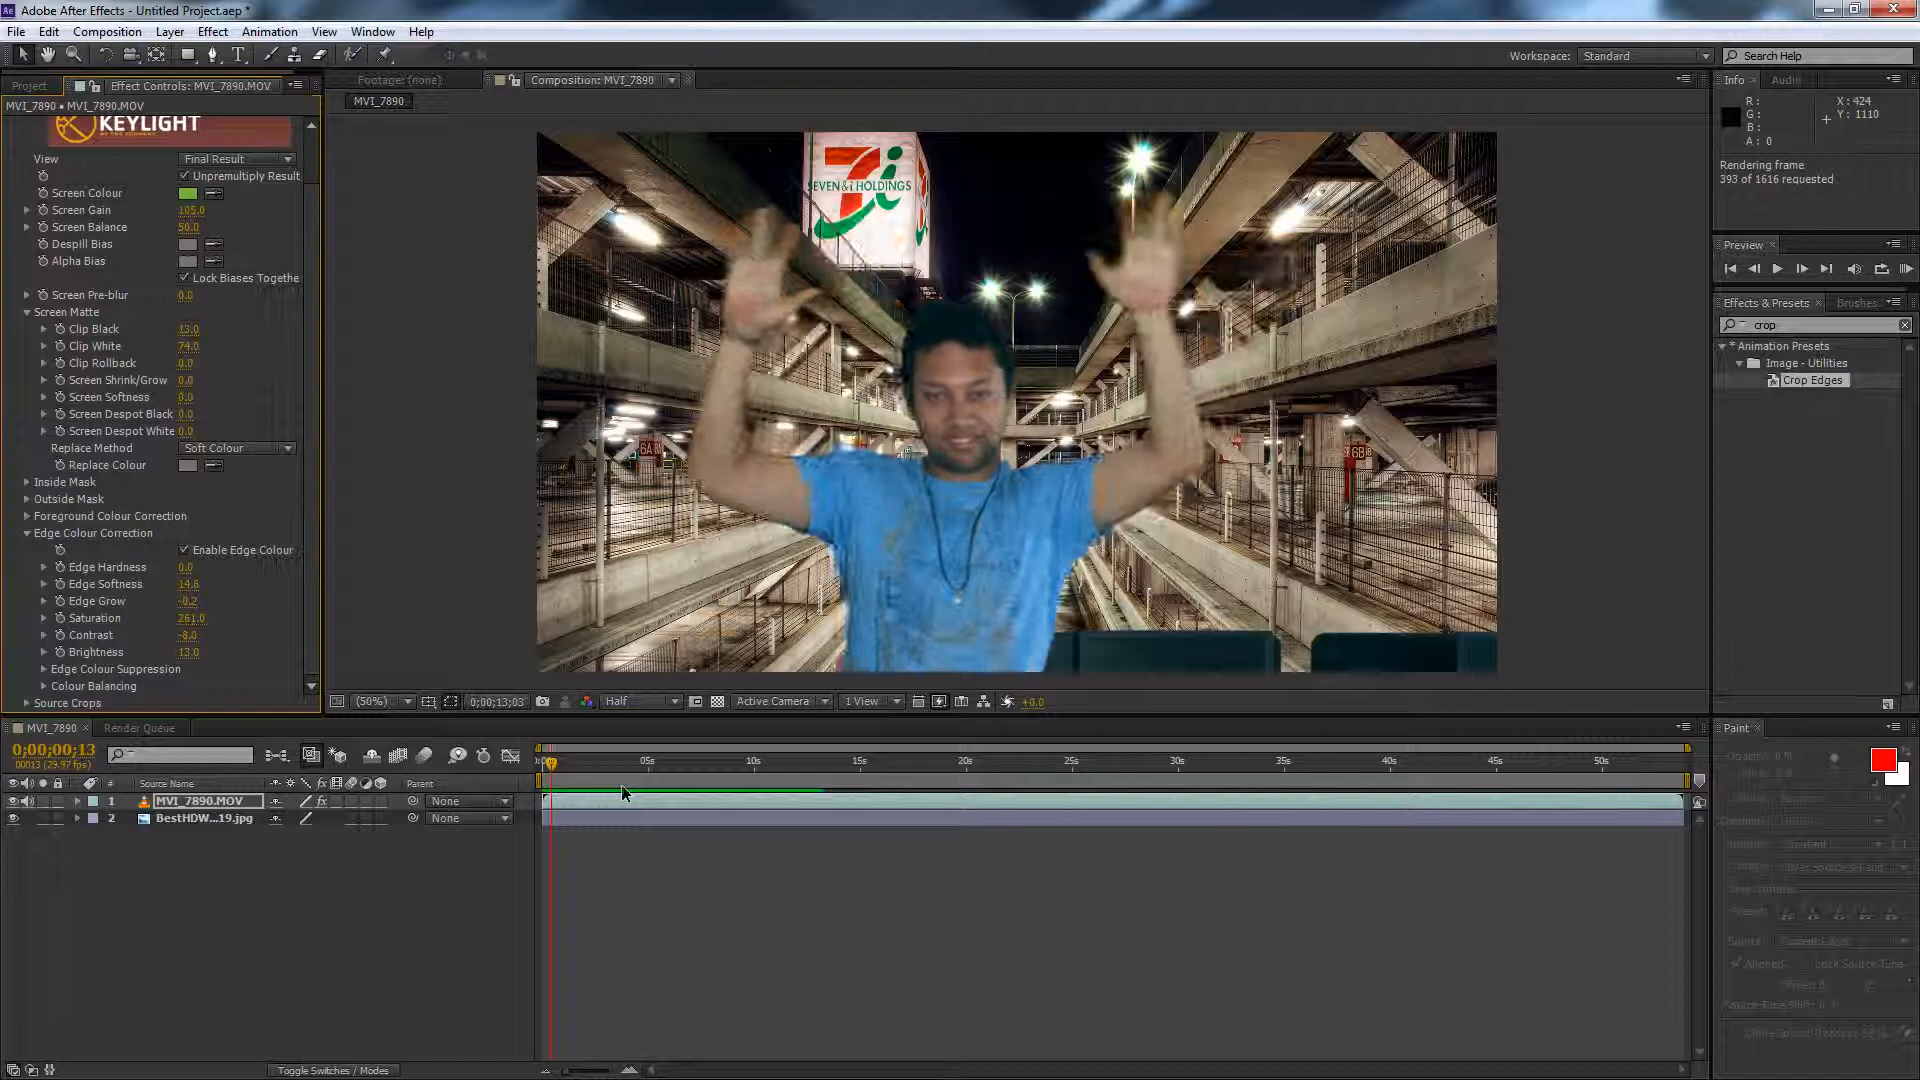 Ae Adobe After Effects - Untitled Project.aep *
File Edit Composition Layer Effect Animation View Window Help
Workspace: Standard Search Help
Project Effect Controls: MVI_7890.MOV
Footage: (none) Composition: MVI_7890
Info Audio
MVI_7890 • MVI_7890.MOV
MVI_7890
KEYLIGHT
View Final Result
Unpremultiply Result
Screen Colour
Screen Gain 105.0
Screen Balance 50.0
Despill Bias
Alpha Bias
Lock Biases Togethe
Screen Pre-blur 0.0
Screen Matte
Clip Black 13.0
Clip White 74.0
Clip Rollback 0.0
Screen Shrink/Grow 0.0
Screen Softness 0.0
Screen Despot Black 0.0
Screen Despot White 0.0
Replace Method Soft Colour
Replace Colour
Inside Mask
Outside Mask
Foreground Colour Correction
Edge Colour Correction
Enable Edge Colour
Edge Hardness 0.0
Edge Softness 14.6
Edge Grow -0.2
Saturation 261.0
Contrast -8.0
Brightness 13.0
Edge Colour Suppression
Colour Balancing
Source Crops
7 i
SEVEN & i HOLDINGS
6A
6B
(50%) 0;00;13;03 Half Active Camera 1 View +0.0
R: X: 424
G: Y: 1110
B:
A: 0
Rendering frame
393 of 1616 requested
Preview
Effects & Presets Brushes
crop
* Animation Presets
Image - Utilities
Crop Edges
MVI_7890 Render Queue
0;00;00;13
00013 (29.97 fps)
05s 10s 15s 20s 25s 30s 35s 40s 45s 50s
# Source Name fx Parent
1 MVI_7890.MOV fx None
2 BestHDW...19.jpg None
Toggle Switches / Modes
Paint
Opacity: 0 %